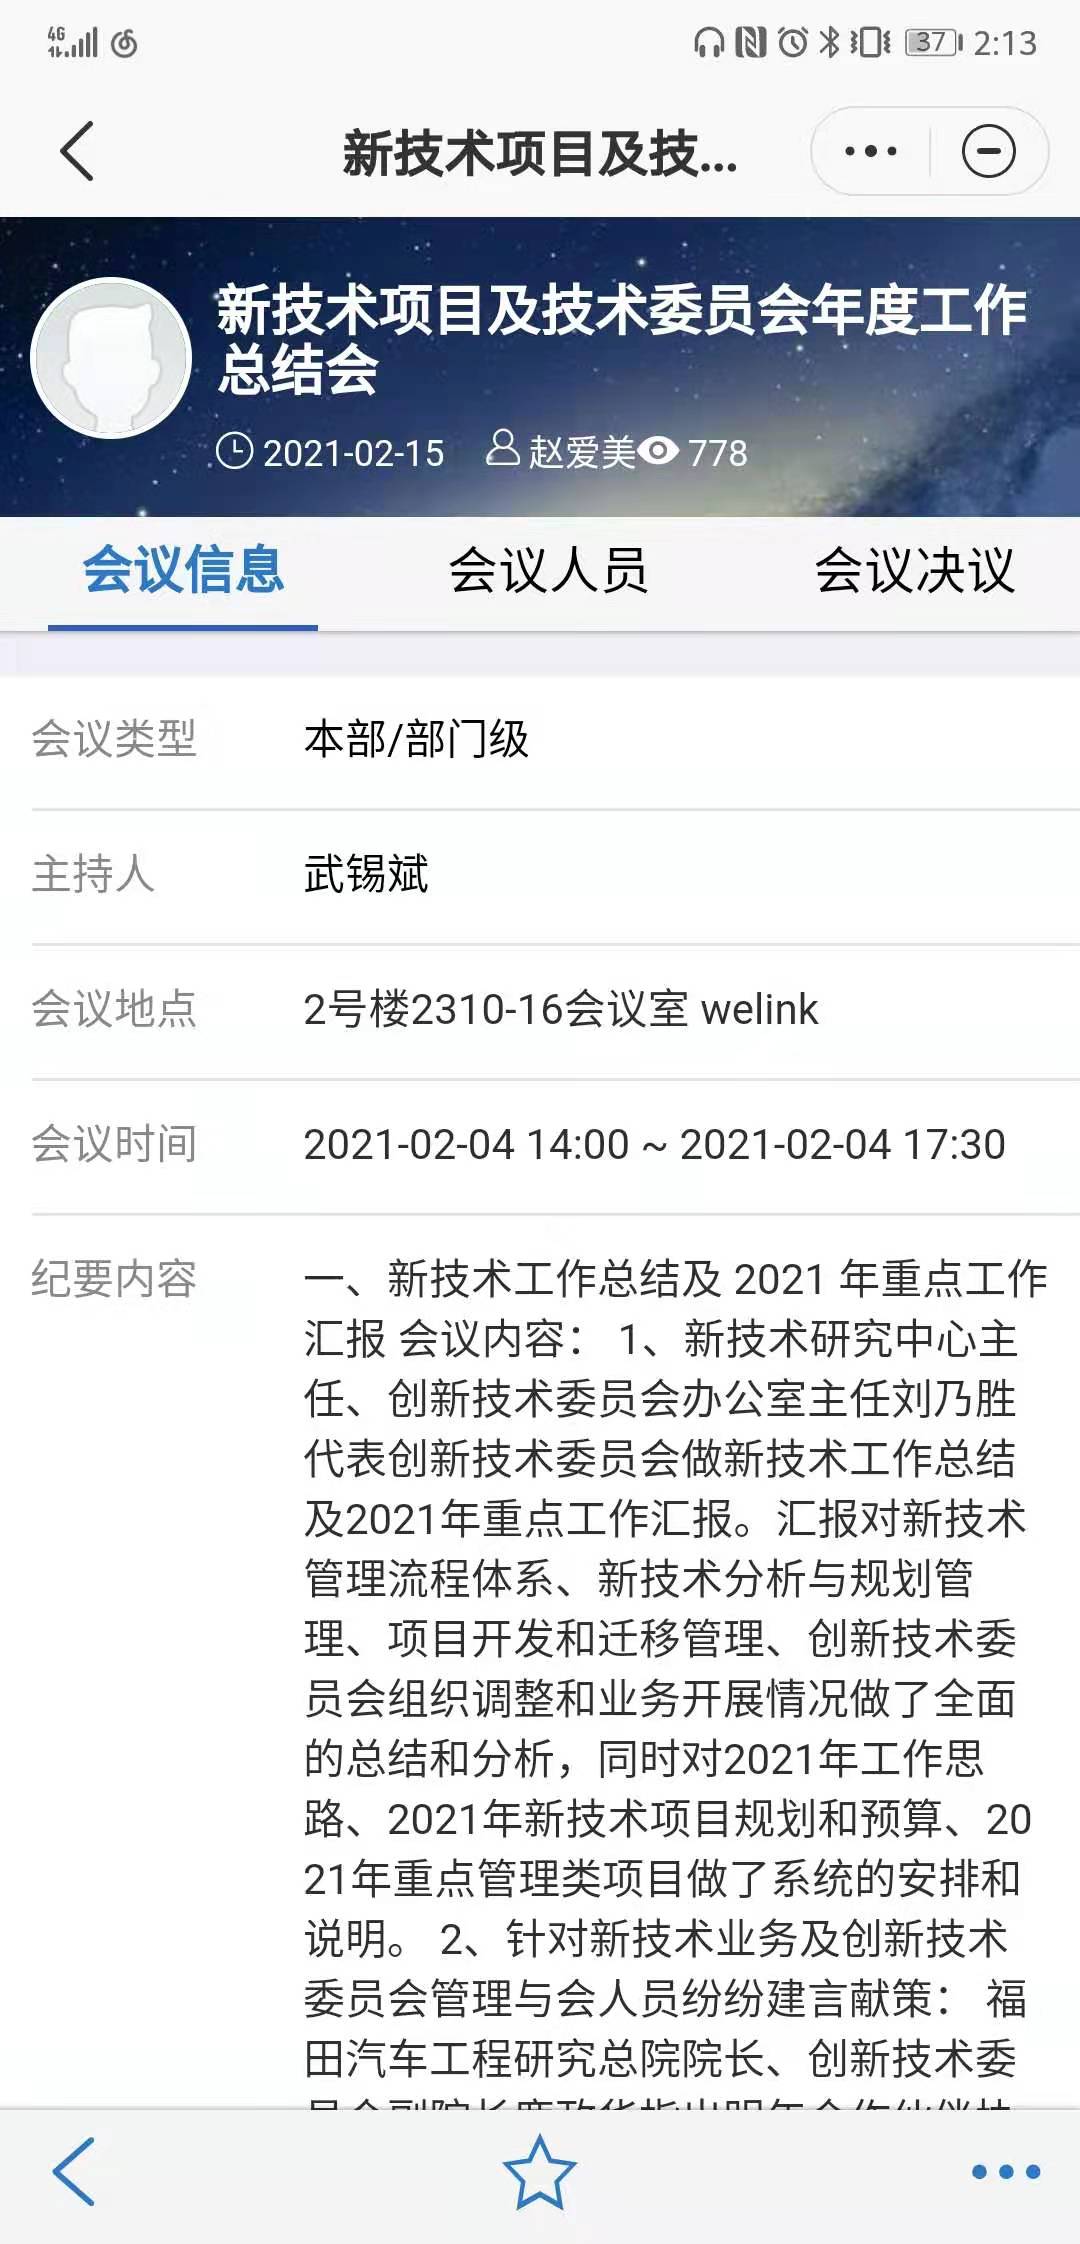 4G
37 2:13
新技术项目及技...
新技术项目及技术委员会年度工作
总结会
2021-02-15 赵爱美 778
会议信息 会议人员 会议决议
会议类型 本部/部门级
主持人 武锡斌
会议地点 2号楼2310-16会议室 welink
会议时间 2021-02-04 14:00 ~ 2021-02-04 17:30
纪要内容 一、新技术工作总结及 2021 年重点工作
汇报 会议内容： 1、新技术研究中心主
任、创新技术委员会办公室主任刘乃胜
代表创新技术委员会做新技术工作总结
及2021年重点工作汇报。汇报对新技术
管理流程体系、新技术分析与规划管
理、项目开发和迁移管理、创新技术委
员会组织调整和业务开展情况做了全面
的总结和分析，同时对2021年工作思
路、2021年新技术项目规划和预算、20
21年重点管理类项目做了系统的安排和
说明。 2、针对新技术业务及创新技术
委员会管理与会人员纷纷建言献策： 福
田汽车工程研究总院院长、创新技术委